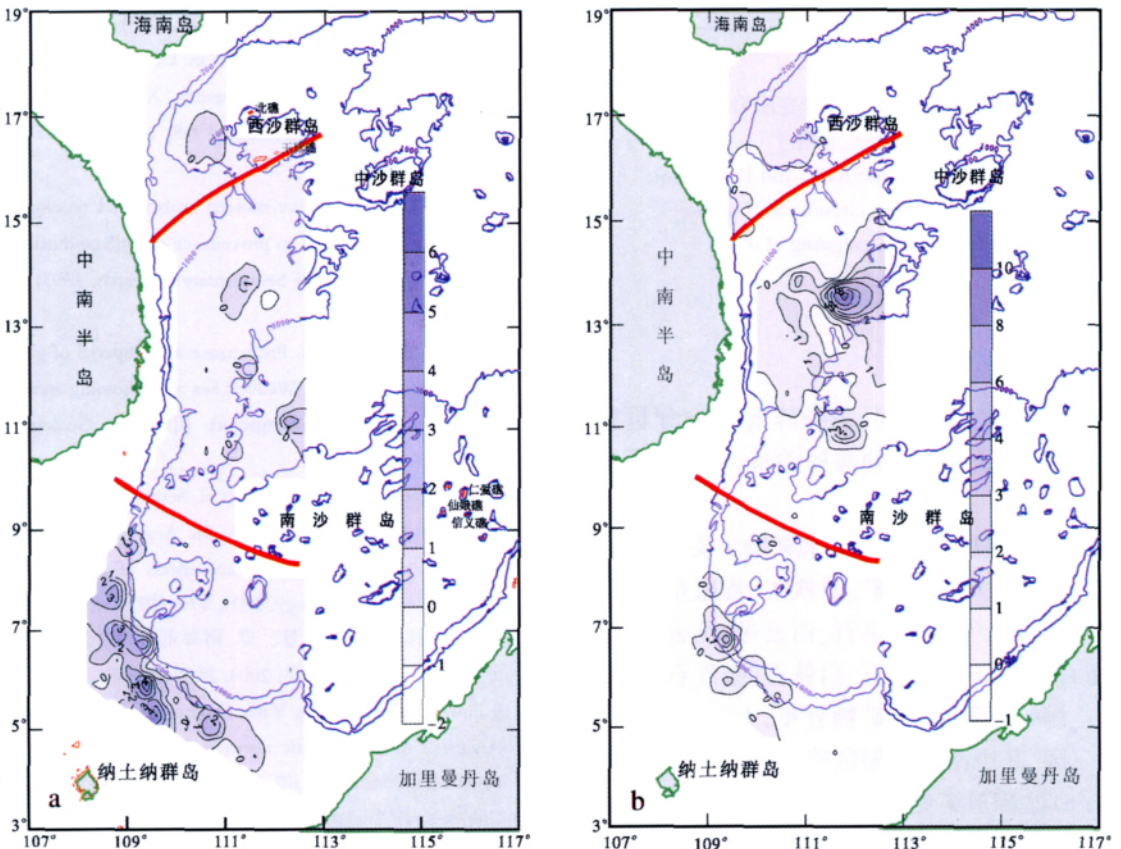 海南岛
北礁
西沙群岛
中沙群岛
中
南
半
岛
南 沙 群 岛
仁爱礁
仙娥礁
信义礁
纳土纳群岛
加里曼丹岛
a
19°
17°
15°
13°
11°
9°
7°
5°
3°
107°
109°
111°
113°
115°
117°
6
5
4
3
2
1
0
-1
-2
海南岛
西沙群岛
中沙群岛
中
南
半
岛
南 沙 群 岛
纳土纳群岛
加里曼丹岛
b
19°
17°
15°
13°
11°
9°
7°
5°
3°
107°
109°
111°
113°
115°
117°
10
8
6
4
3
2
1
0
-1